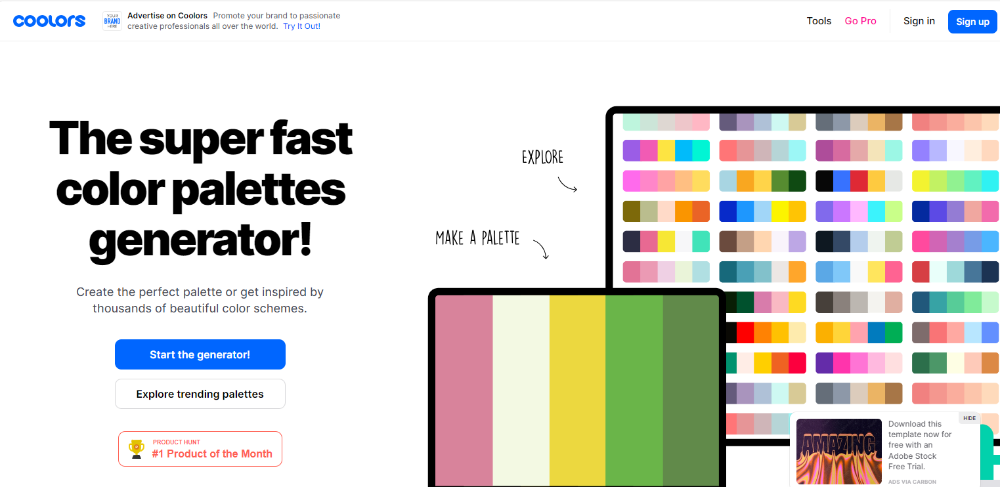 coolors
YOUR
BRAND
HERE
Advertise on Coolors Promote your brand to passionate
creative professionals all over the world. Try It Out!
Tools
Go Pro
Sign in
Sign up
The super fast
color palettes
generator!
Create the perfect palette or get inspired by
thousands of beautiful color schemes.
Start the generator!
Explore trending palettes
PRODUCT HUNT
#1 Product of the Month
EXPLORE
MAKE A PALETTE
HIDE
AMAZING
Download this
template now for
free with an
Adobe Stock
Free Trial.
ADS VIA CARBON